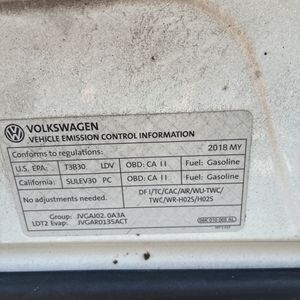 VOLKSWAGEN
VEHICLE EMISSION CONTROL INFORMATION
Conforms to regulations: 2018 MY
U.S. EPA: T3B30 LDV OBD: CA II Fuel: Gasoline
California: SULEV30 PC OBD: CA II Fuel: Gasoline
No adjustments needed. DFI/TC/CAC/AIR/WU-TWC/
TWC/WR-HO2S/HO2S
Group: JVGAJ02.0A3A
LDT2 Evap: JVGAR0135ACT